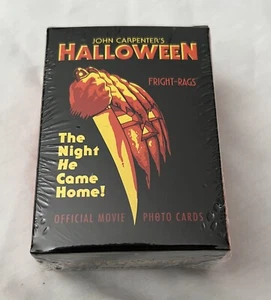 JOHN CARPENTER'S
HALLOWEEN
FRIGHT-RAGS
The
Night
He
Came
Home!
OFFICIAL MOVIE PHOTO CARDS